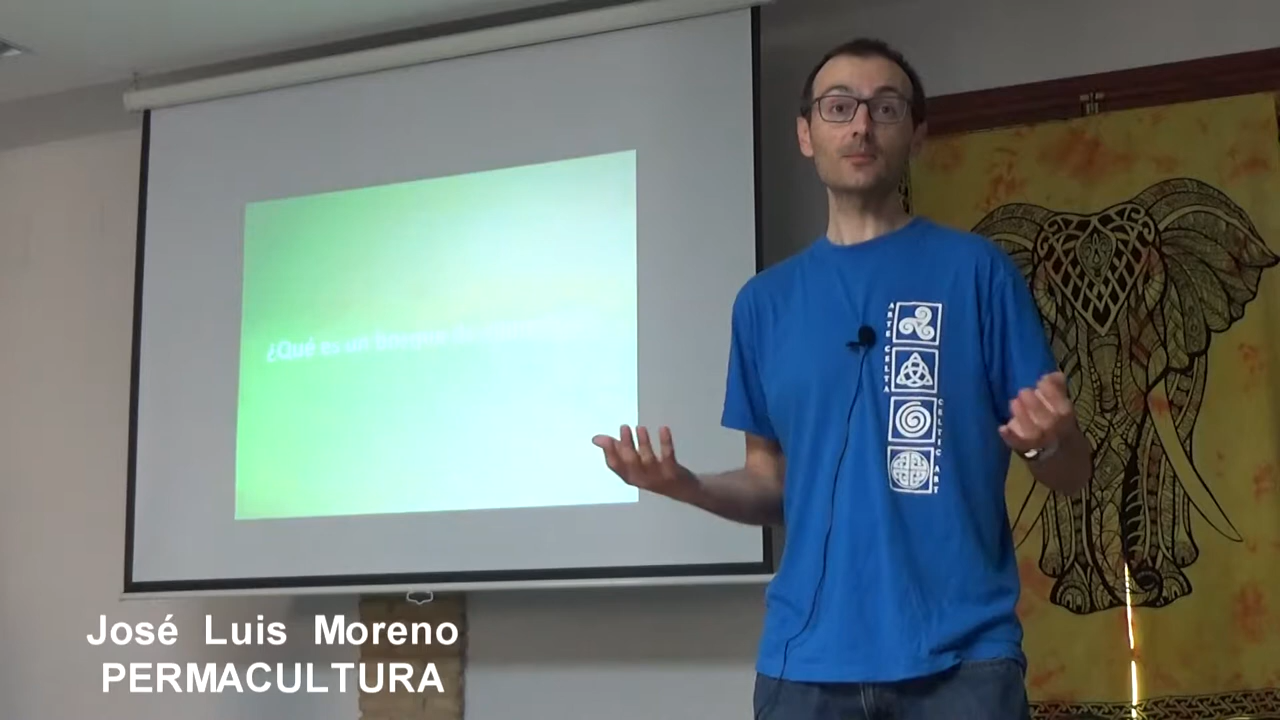 ¿Qué es un Bosque
ARTE CELTA
CELTIC ART
José Luis Moreno
PERMACULTURA